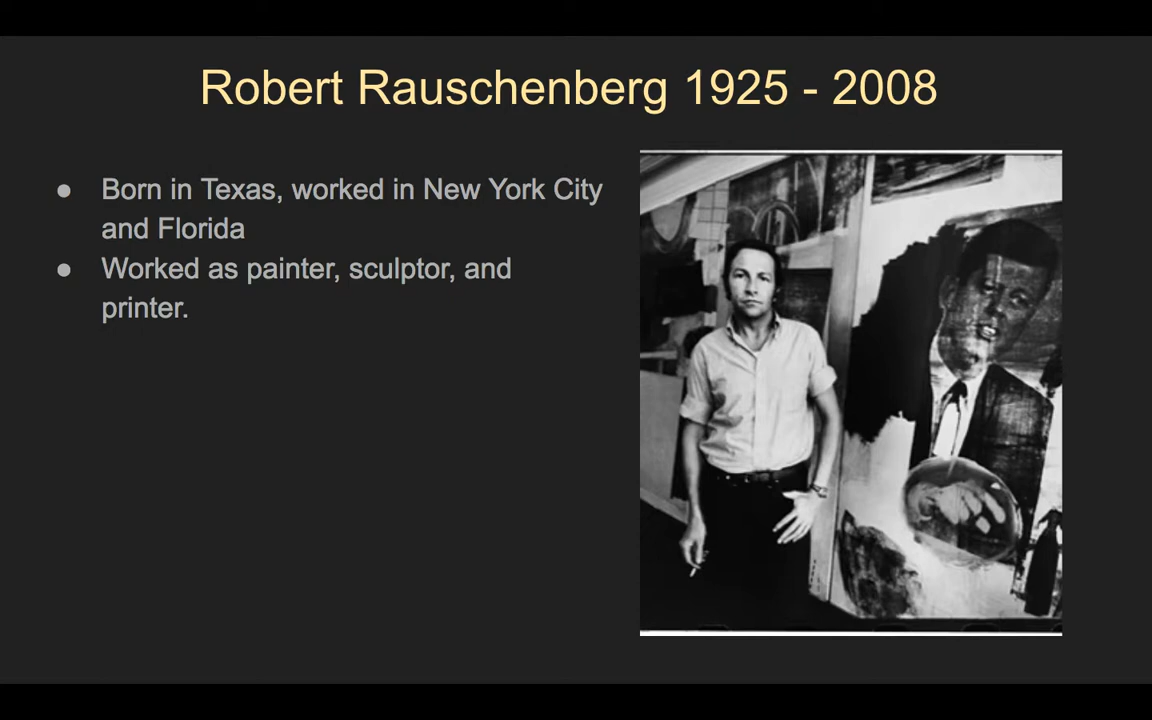 Robert Rauschenberg 1925 - 2008
● Born in Texas, worked in New York City
and Florida
● Worked as painter, sculptor, and
printer.